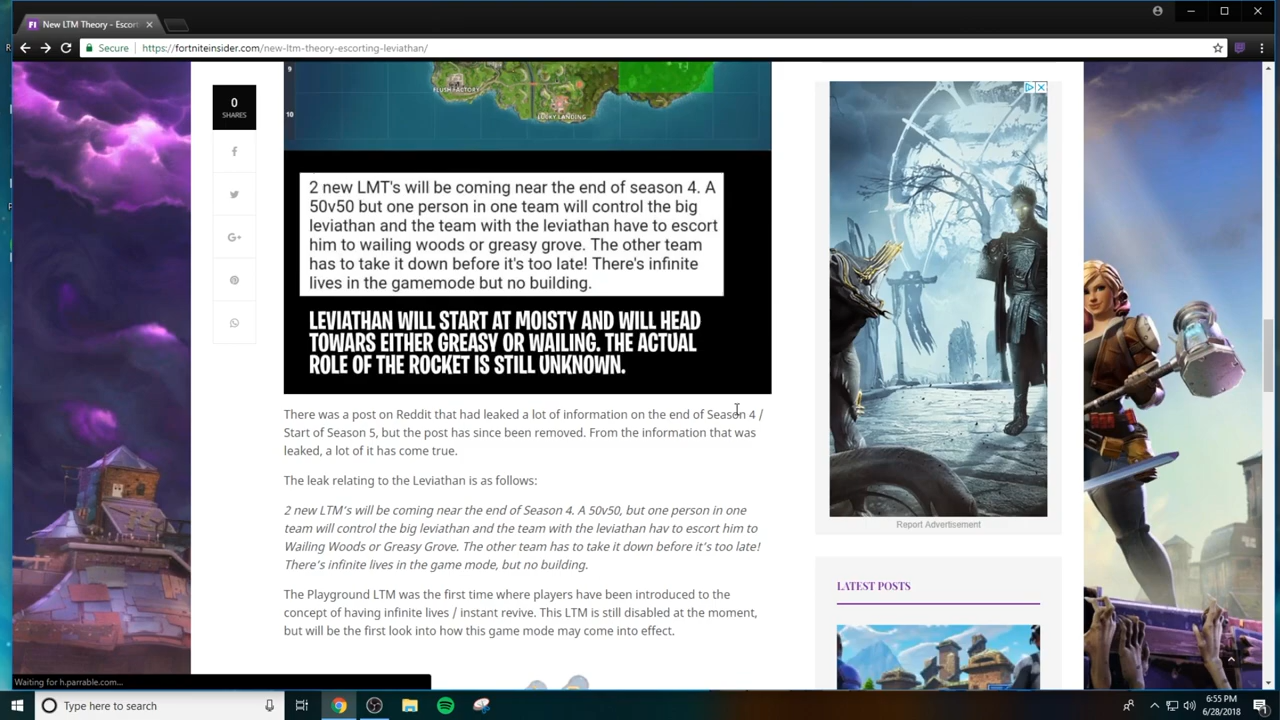 New LTM Theory - Escort
Secure
https://fortniteinsider.com/new-ltm-theory-escorting-leviathan/
9
10
FLUSH FACTORY
LUCKY LANDING
0
SHARES
2 new LMT's will be coming near the end of season 4. A
50v50 but one person in one team will control the big
leviathan and the team with the leviathan have to escort
him to wailing woods or greasy grove. The other team
has to take it down before it's too late! There's infinite
lives in the gamemode but no building.
LEVIATHAN WILL START AT MOISTY AND WILL HEAD
TOWARS EITHER GREASY OR WAILING. THE ACTUAL
ROLE OF THE ROCKET IS STILL UNKNOWN.
There was a post on Reddit that had leaked a lot of information on the end of Season 4 /
Start of Season 5, but the post has since been removed. From the information that was
leaked, a lot of it has come true.
The leak relating to the Leviathan is as follows:
2 new LTM's will be coming near the end of Season 4. A 50v50, but one person in one
team will control the big leviathan and the team with the leviathan hav to escort him to
Wailing Woods or Greasy Grove. The other team has to take it down before it's too late!
There's infinite lives in the game mode, but no building.
The Playground LTM was the first time where players have been introduced to the
concept of having infinite lives / instant revive. This LTM is still disabled at the moment,
but will be the first look into how this game mode may come into effect.
Report Advertisement
LATEST POSTS
Waiting for h.parrable.com...
Type here to search
6:55 PM
6/28/2018